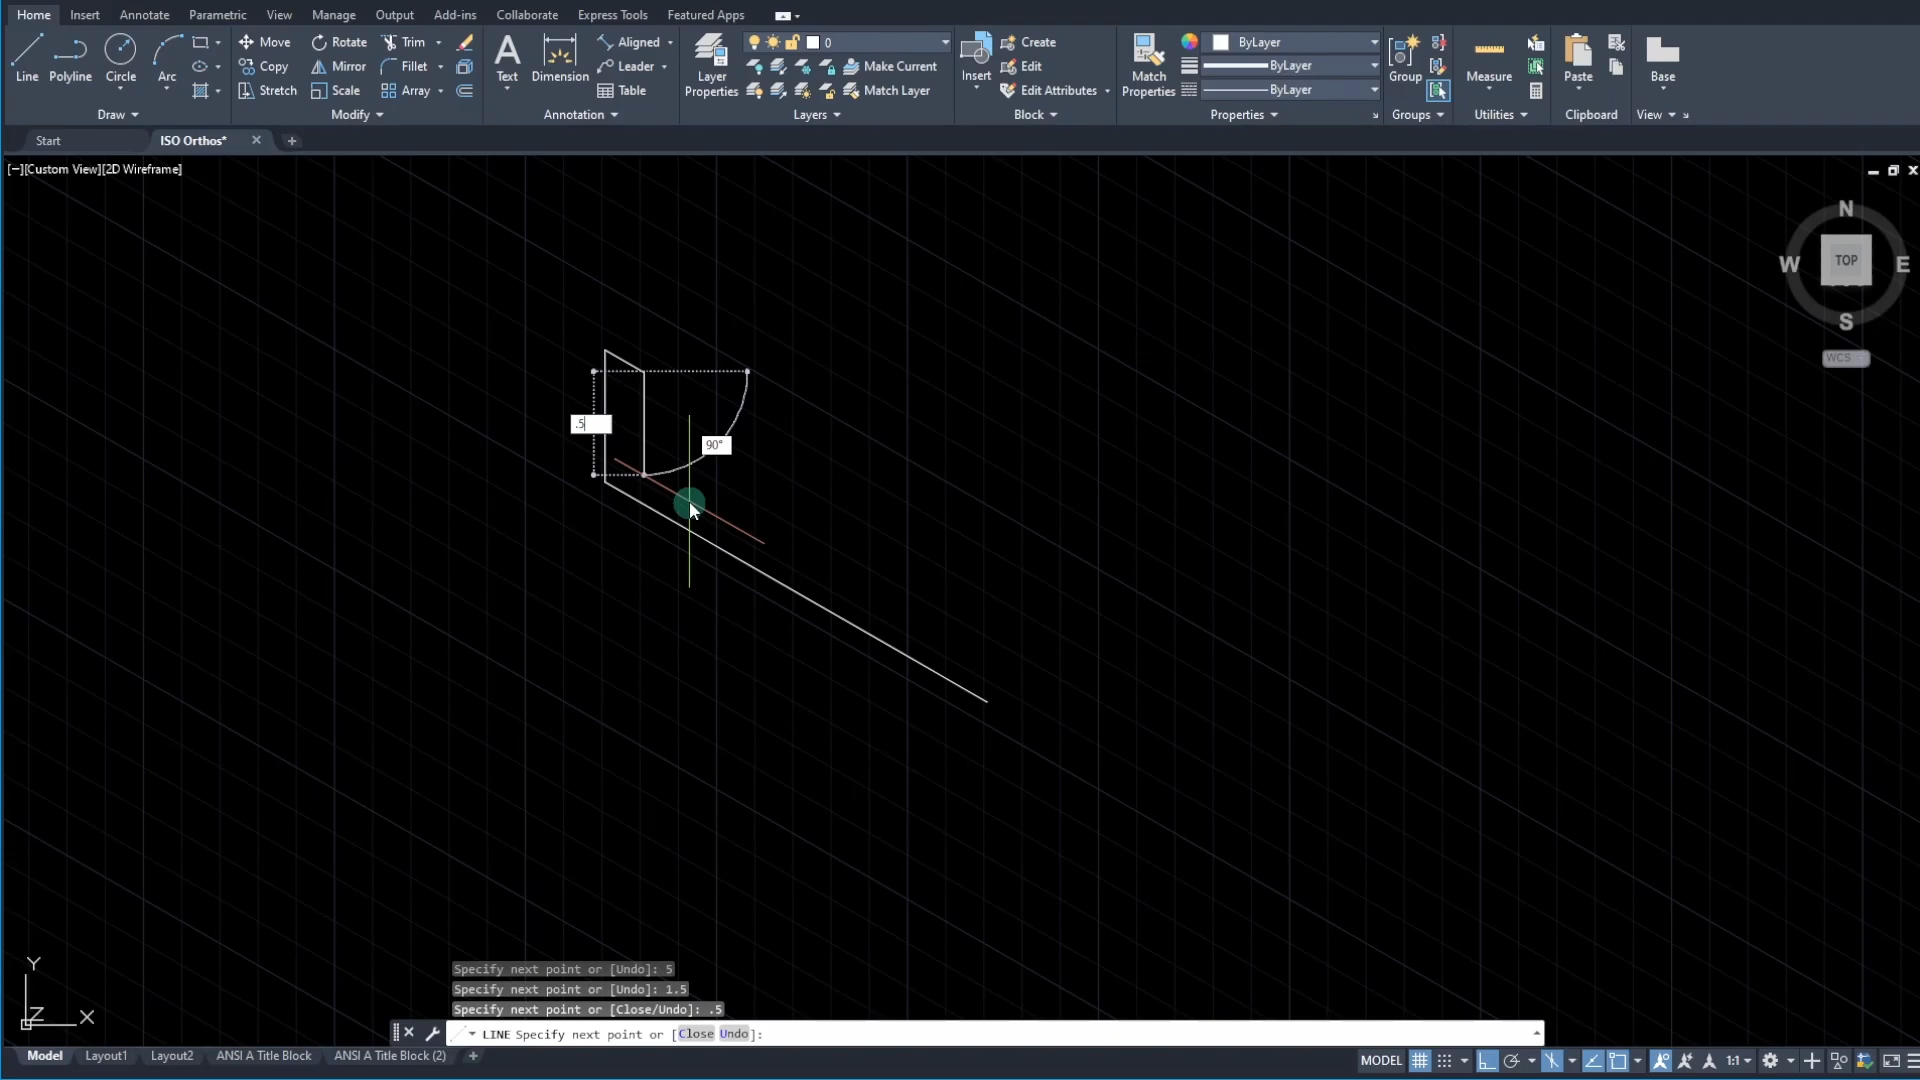 Home Insert Annotate Parametric View Manage Output Add-ins Collaborate Express Tools Featured Apps
Move Rotate Trim Aligned 0 Create ByLayer
Line Polyline Circle Arc Copy Mirror Fillet Text Dimension Leader Layer Properties Make Current Insert Edit Match Properties ByLayer Group Measure Paste Base
Stretch Scale Array Table Match Layer Edit Attributes ByLayer
Draw Modify Annotation Layers Block Properties Groups Utilities Clipboard View
Start ISO Orthos*
[−][Custom View][2D Wireframe]
N
W TOP E
S
WCS
.5
90°
Y
Z X
Specify next point or [Undo]: 5
Specify next point or [Undo]: 1.5
Specify next point or [Close/Undo]: .5
LINE Specify next point or [Close Undo]:
Model Layout1 Layout2 ANSI A Title Block ANSI A Title Block (2)
MODEL 1:1